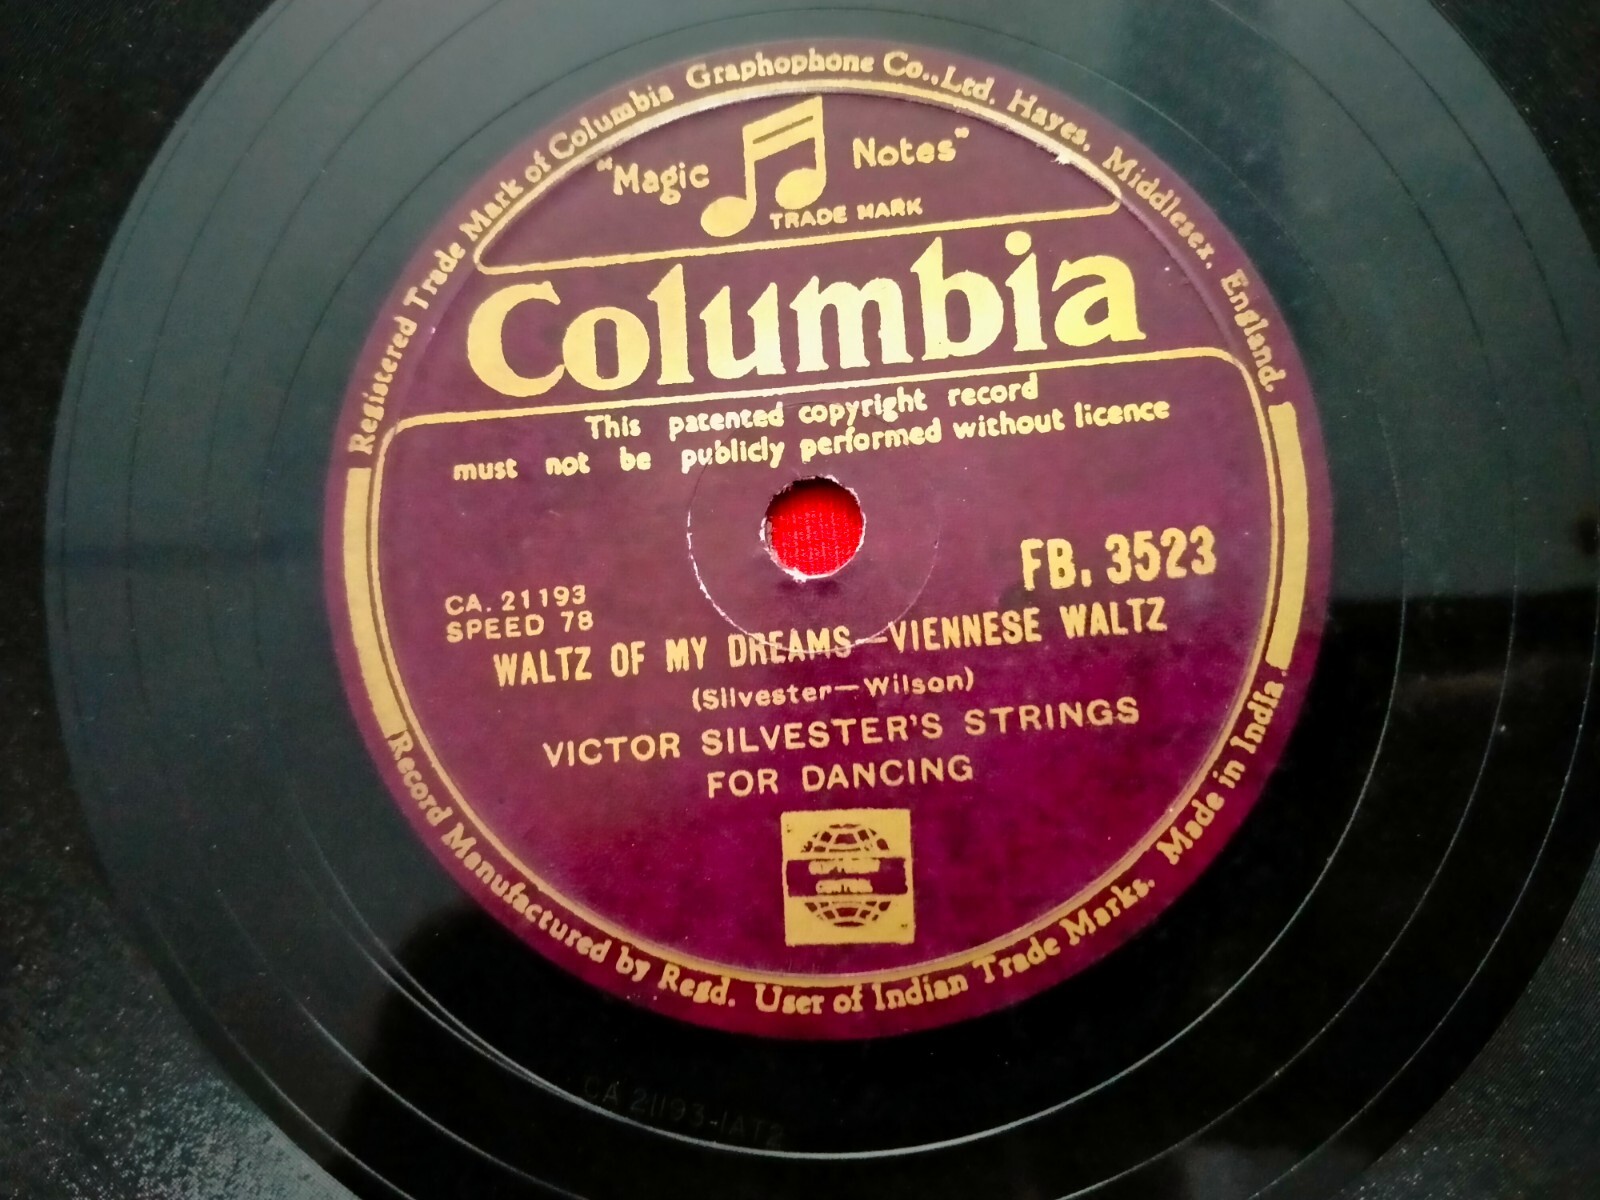 Registered Trade Mark of Columbia Graphophone Co., Ltd. Hayes, Middlesex, England.
"Magic Notes"
TRADE MARK
Columbia
This patented copyright record
must not be publicly performed without licence
FB. 3523
CA. 21193
SPEED 78
WALTZ OF MY DREAMS—VIENNESE WALTZ
(Silvester—Wilson)
VICTOR SILVESTER'S STRINGS
FOR DANCING
Record Manufactured by Regd. User of Indian Trade Marks. Made in India
CA 21193-1AT2